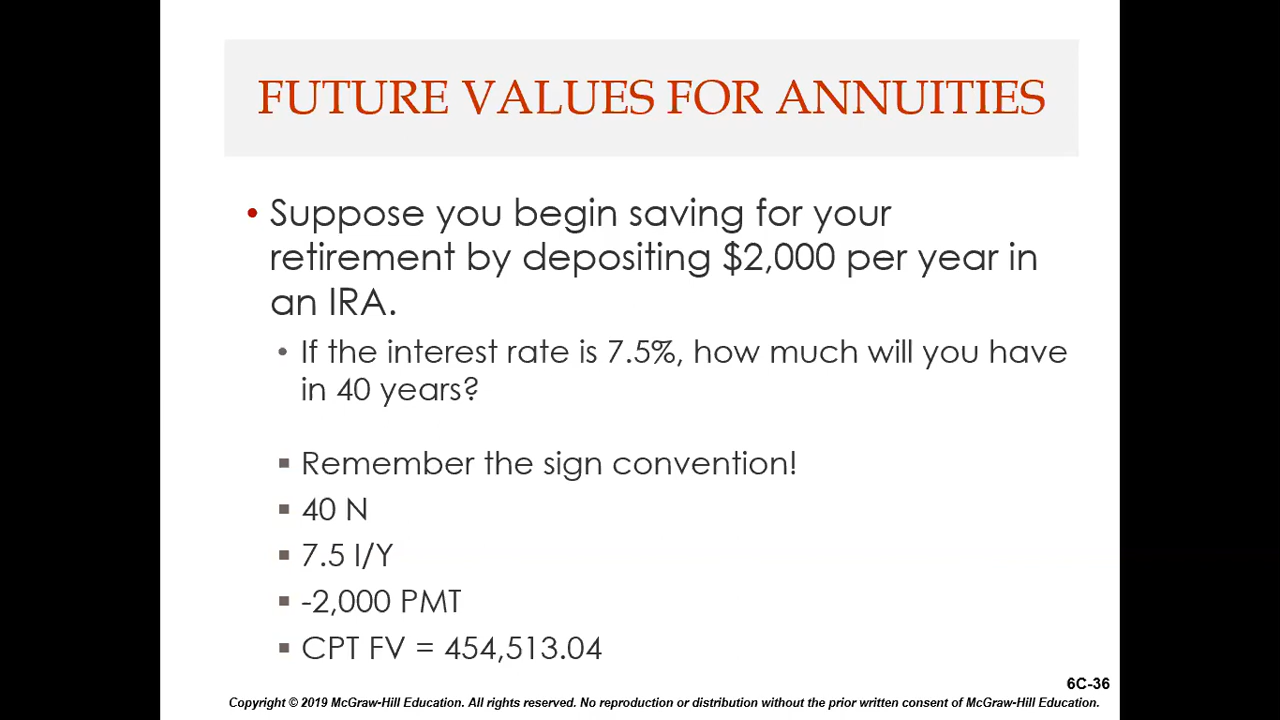 FUTURE VALUES FOR ANNUITIES
• Suppose you begin saving for your
retirement by depositing $2,000 per year in
an IRA.
• If the interest rate is 7.5%, how much will you have
in 40 years?
▪ Remember the sign convention!
▪ 40 N
▪ 7.5 I/Y
▪ -2,000 PMT
▪ CPT FV = 454,513.04
6C-36
Copyright © 2019 McGraw-Hill Education. All rights reserved. No reproduction or distribution without the prior written consent of McGraw-Hill Education.